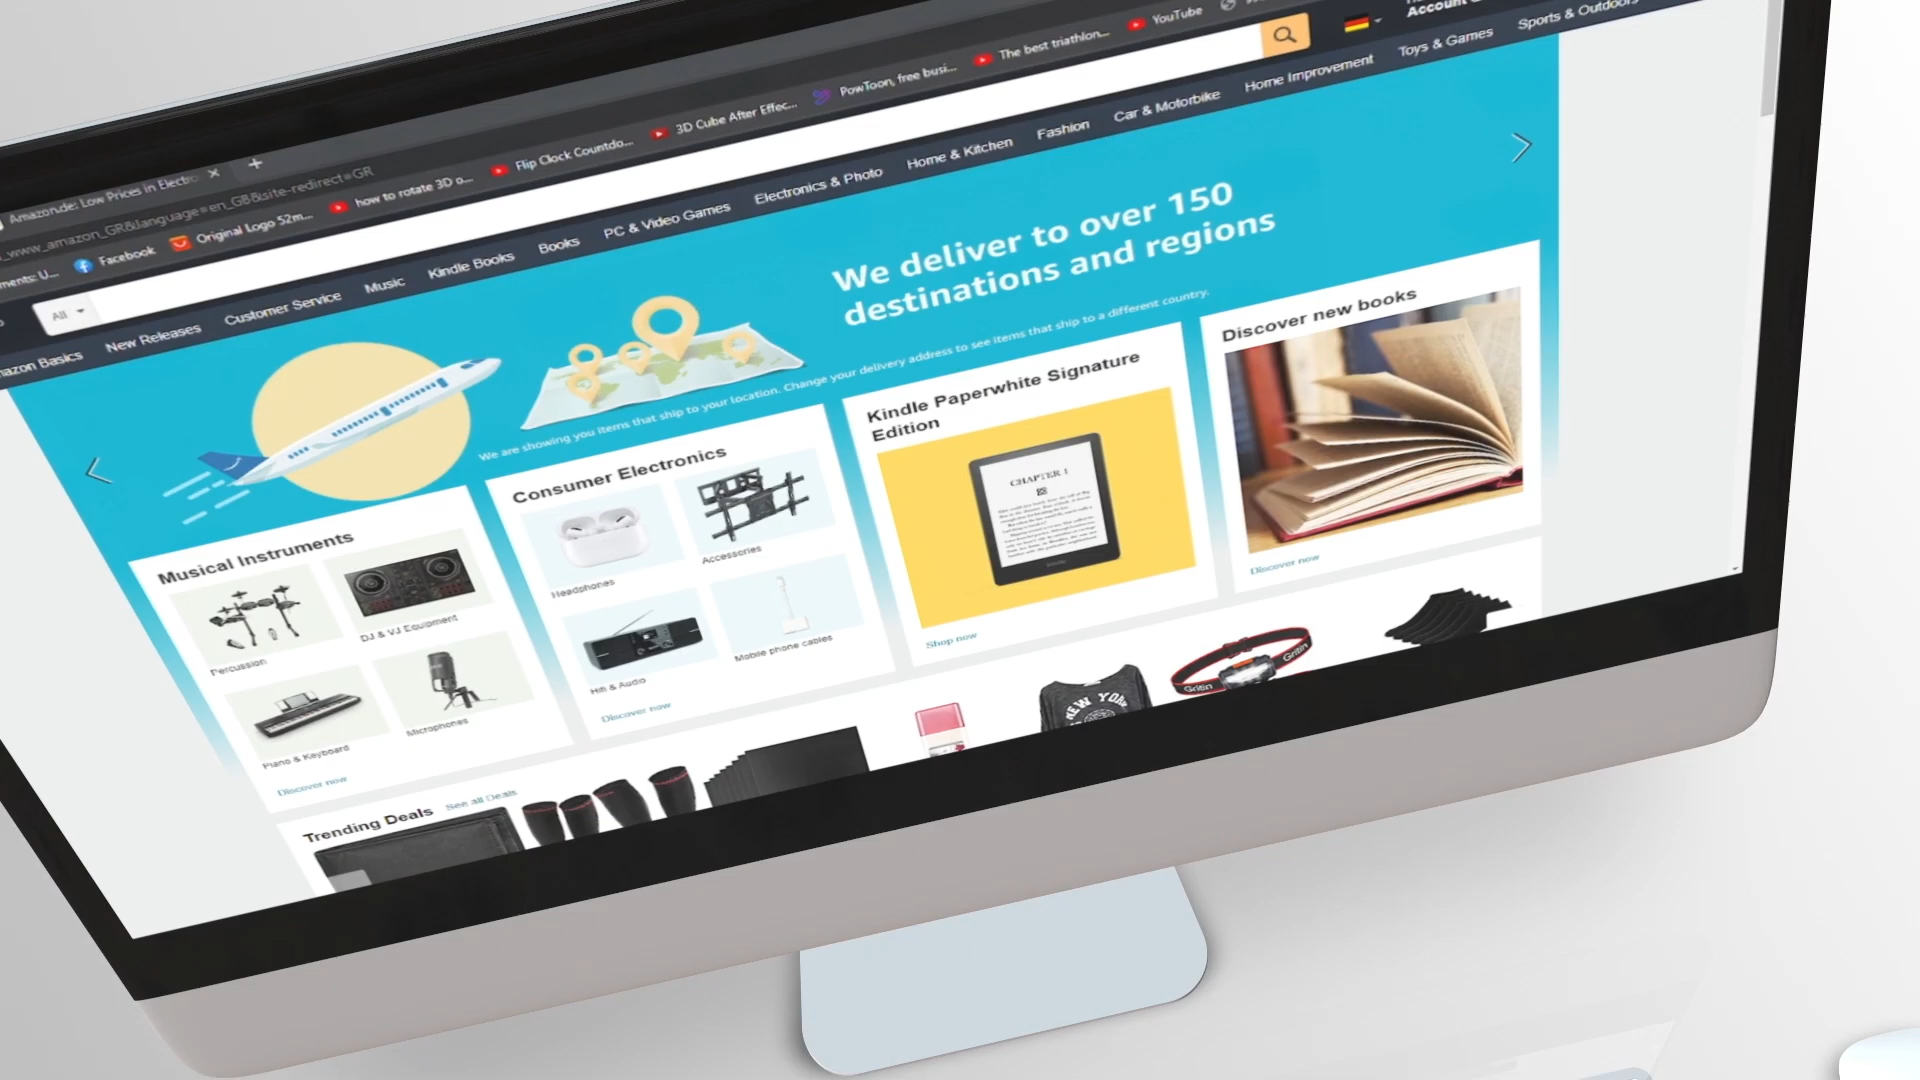 Amazon.de: Low Prices in Electro
_www_amazon_GR&language=en_GB&site-redirect=GR
ments: U...
Facebook
Original Logo 52m...
how to rotate 3D o...
Flip Clock Countdo...
3D Cube After Effec...
PowToon, free busi...
The best triathlon...
YouTube
All
Account
azon Basics
New Releases
Customer Service
Music
Kindle Books
Books
PC & Video Games
Electronics & Photo
Home & Kitchen
Fashion
Car & Motorbike
Home Improvement
Toys & Games
Sports & Outdoors
We deliver to over 150
destinations and regions
We are showing you items that ship to your location. Change your delivery address to see items that ship to a different country.
Musical Instruments
Percussion
DJ & VJ Equipment
Piano & Keyboard
Microphones
Discover now
Consumer Electronics
Headphones
Accessories
Hifi & Audio
Mobile phone cables
Discover now
Kindle Paperwhite Signature
Edition
CHAPTER 1
kindle
Shop now
Discover new books
Discover now
Trending Deals
See all Deals
NEW YORK
Gritin
Gritin